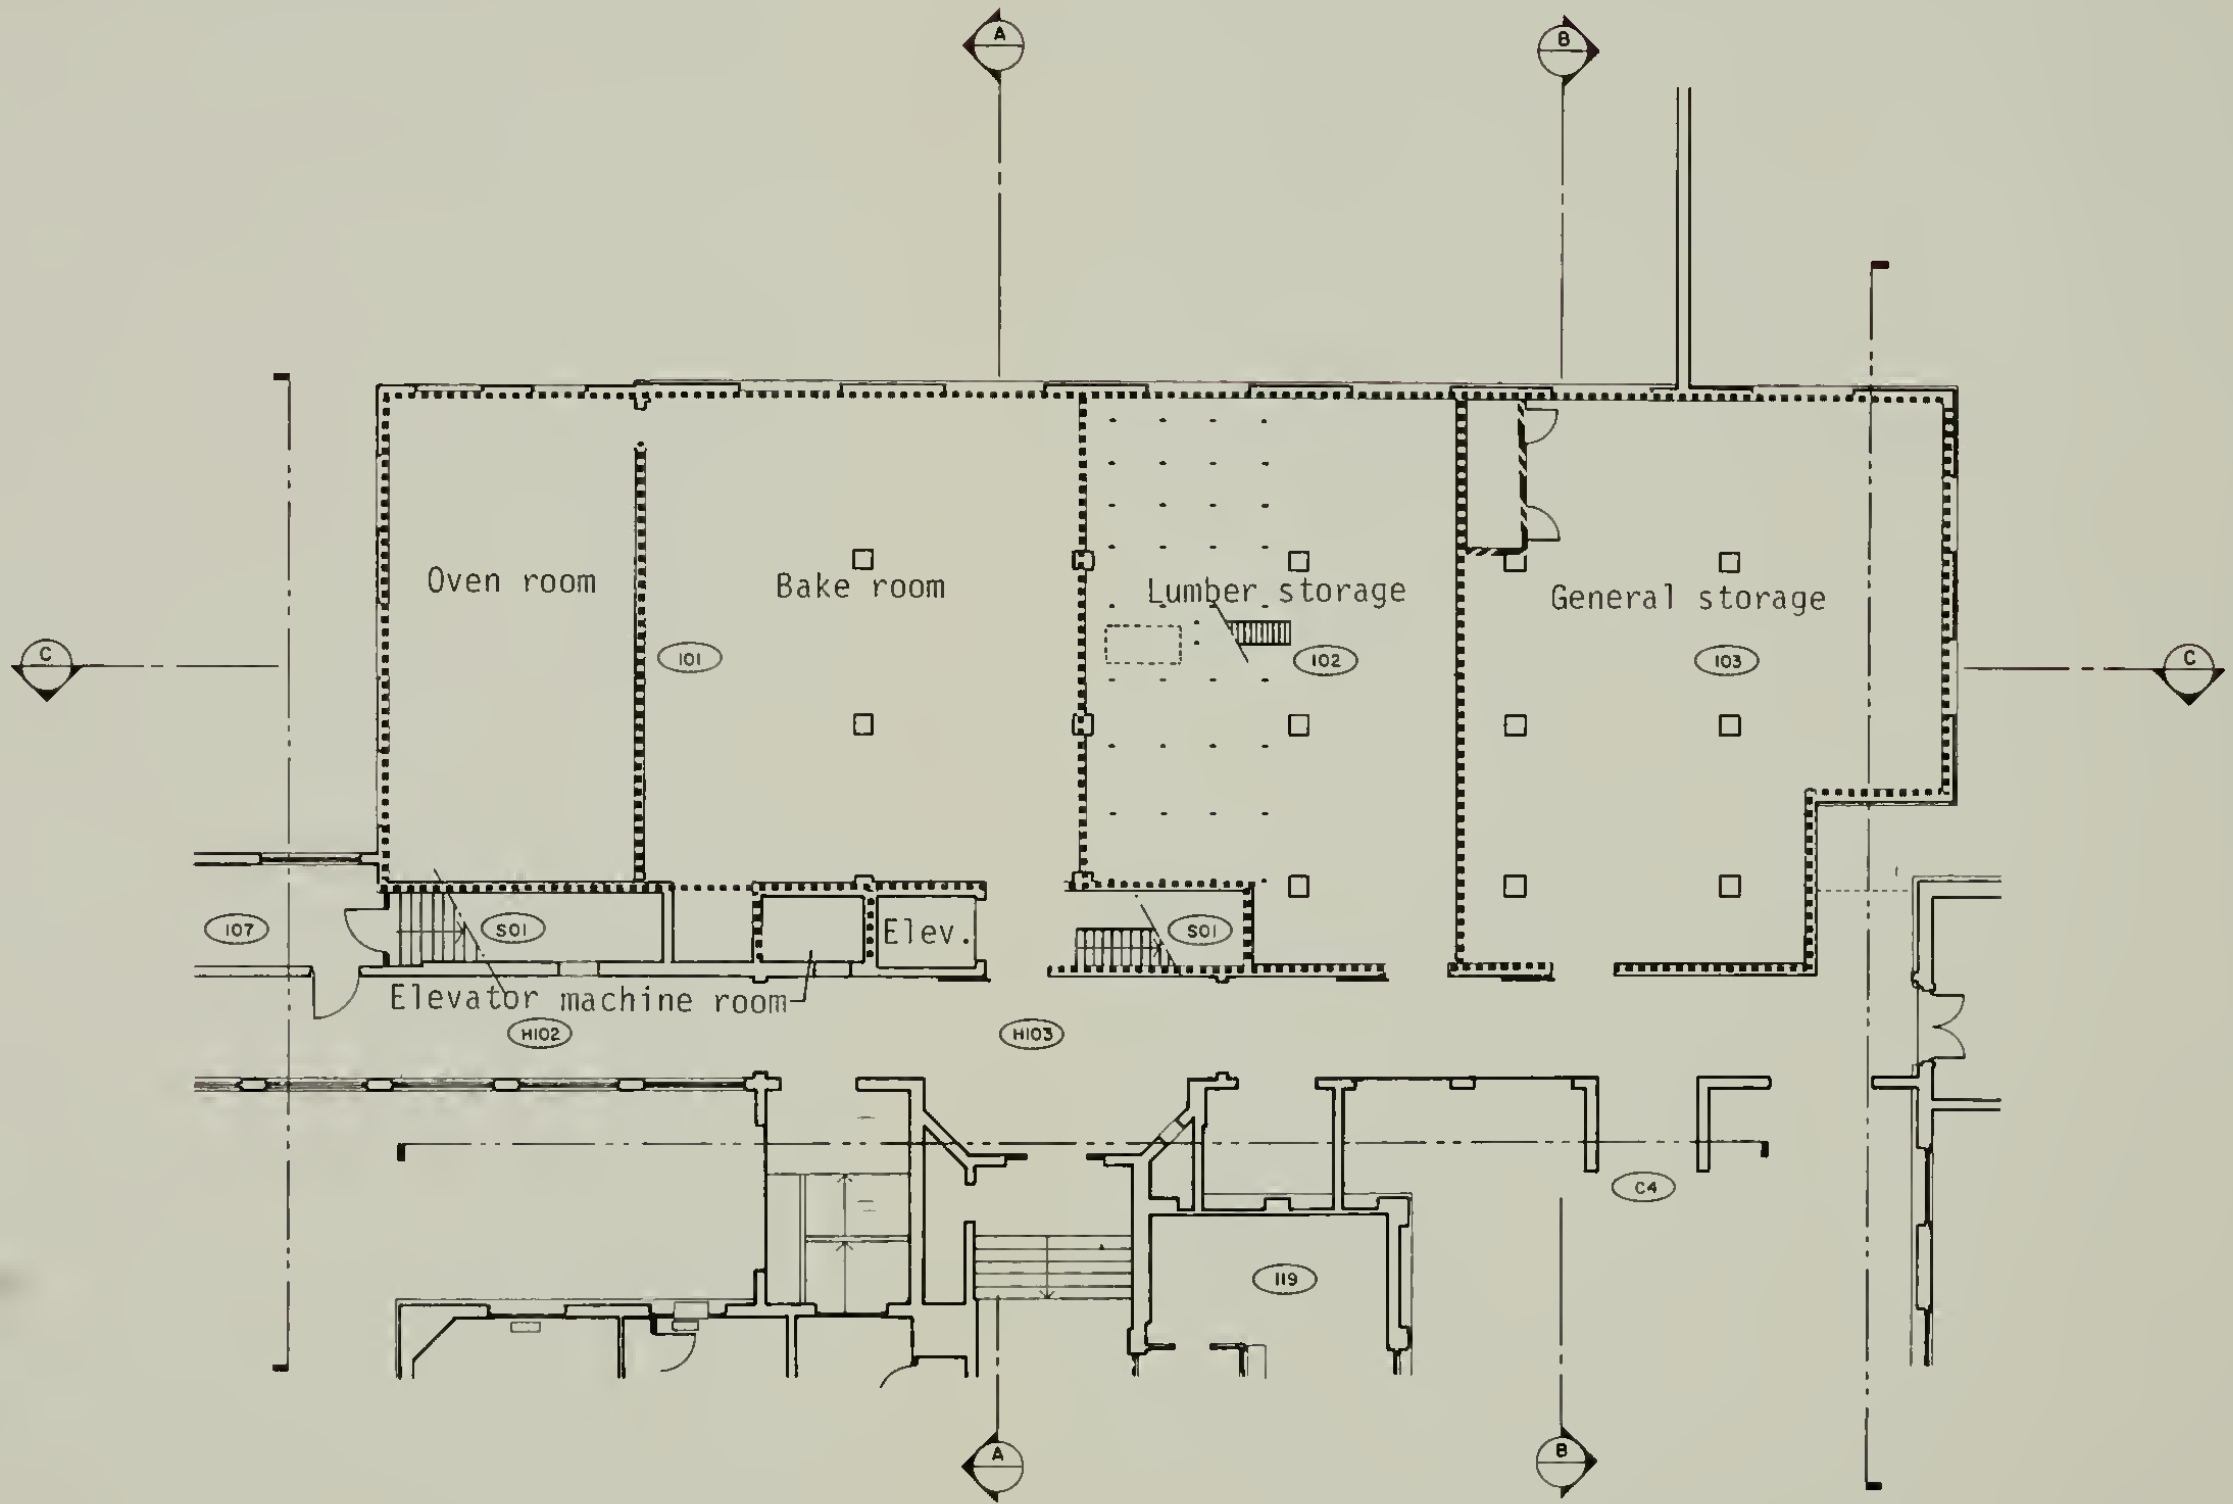 A
B
Oven room
Bake room
Lumber storage
General storage
101
102
103
C
C
107
S01
Elev.
S01
Elevator machine room
H102
H103
C4
119
A
B